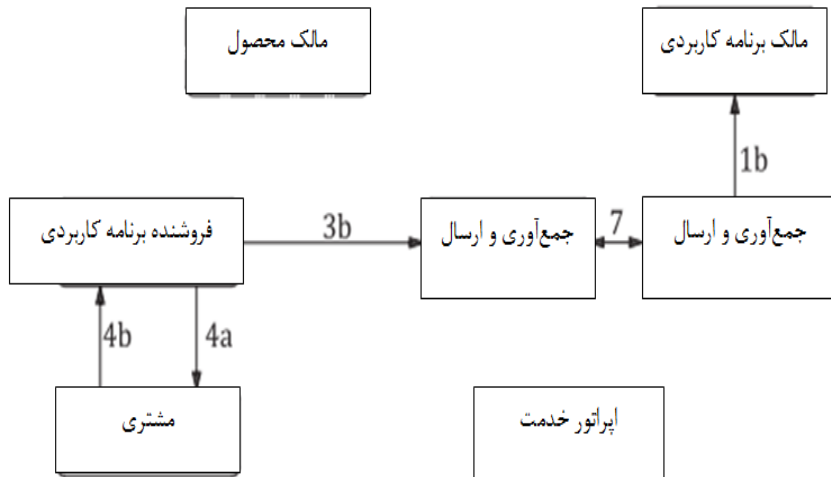 مالک محصول
مالک برنامه کاربردی
1b
فروشنده برنامه کاربردی
3b
جمع‌آوری و ارسال
7
جمع‌آوری و ارسال
4b
4a
مشتری
اپراتور خدمت